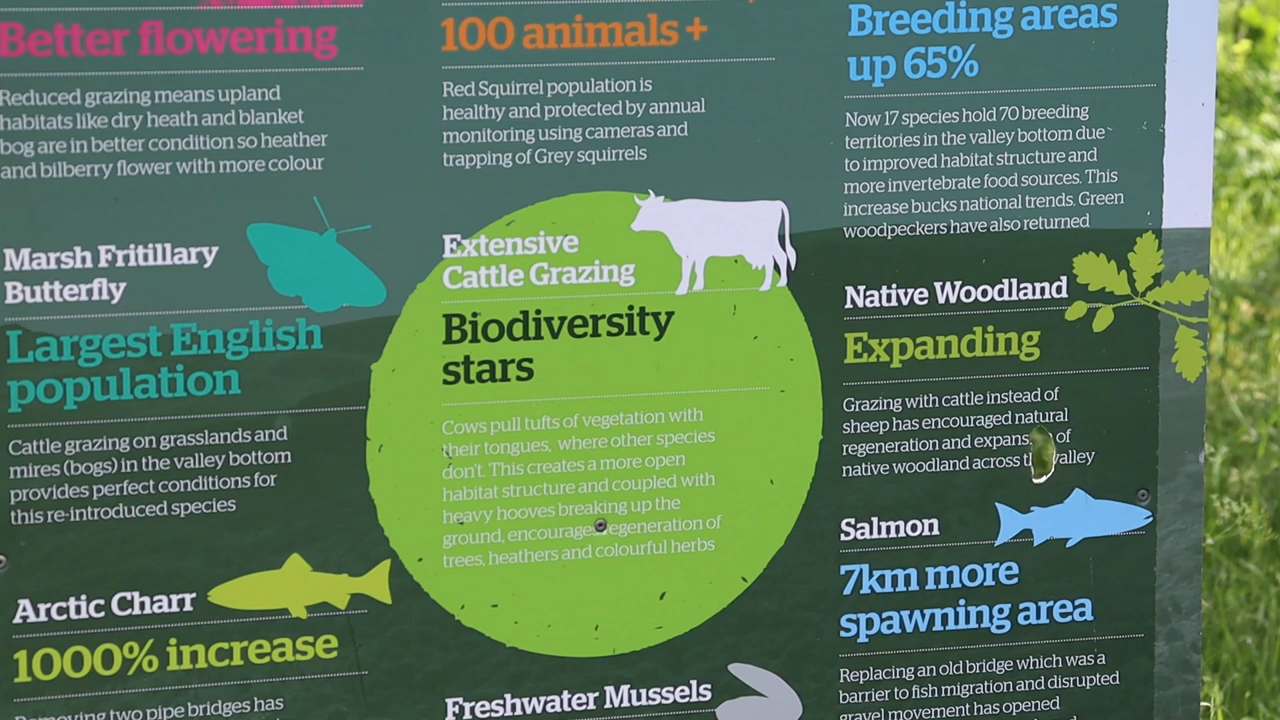 Better flowering
Reduced grazing means upland
habitats like dry heath and blanket
bog are in better condition so heather
and bilberry flower with more colour
Marsh Fritillary
Butterfly
Largest English
population
Cattle grazing on grasslands and
mires (bogs) in the valley bottom
provides perfect conditions for
this re-introduced species
Arctic Charr
1000% increase
Removing two pipe bridges has
100 animals +
Red Squirrel population is
healthy and protected by annual
monitoring using cameras and
trapping of Grey squirrels
Extensive
Cattle Grazing
Biodiversity
stars
Cows pull tufts of vegetation with
their tongues, where other species
don't. This creates a more open
habitat structure and coupled with
heavy hooves breaking up the
ground, encourages regeneration of
trees, heathers and colourful herbs
Freshwater Mussels
Breeding areas
up 65%
Now 17 species hold 70 breeding
territories in the valley bottom due
to improved habitat structure and
more invertebrate food sources. This
increase bucks national trends. Green
woodpeckers have also returned
Native Woodland
Expanding
Grazing with cattle instead of
sheep has encouraged natural
regeneration and expansion of
native woodland across the valley
Salmon
7km more
spawning area
Replacing an old bridge which was a
barrier to fish migration and disrupted
gravel movement has opened